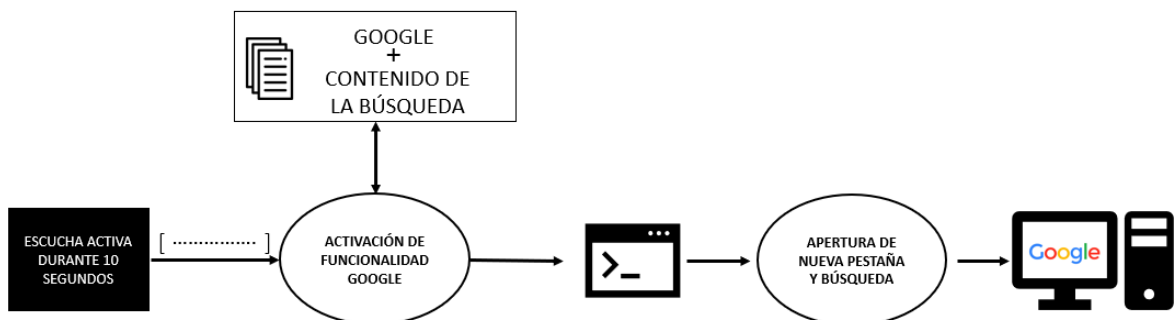 GOOGLE
+
CONTENIDO DE
LA BÚSQUEDA
ESCUCHA ACTIVA
DURANTE 10
SEGUNDOS
[ ................ ]
ACTIVACIÓN DE
FUNCIONALIDAD
GOOGLE
>_
APERTURA DE
NUEVA PESTAÑA
Y BÚSQUEDA
Google